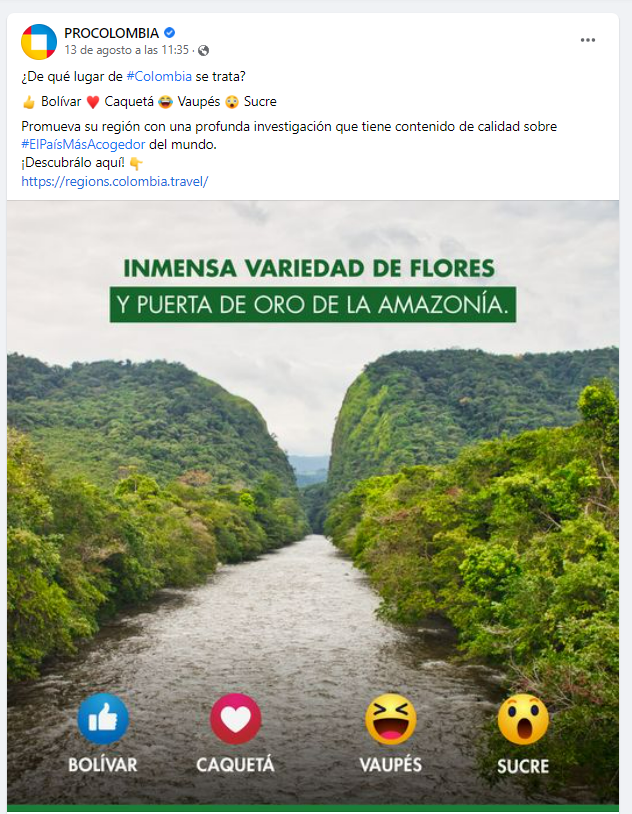 PROCOLOMBIA
13 de agosto a las 11:35 ·
¿De qué lugar de #Colombia se trata?
👍 Bolívar ❤️ Caquetá 😆 Vaupés 😮 Sucre
Promueva su región con una profunda investigación que tiene contenido de calidad sobre
#ElPaísMásAcogedor del mundo.
¡Descubrálo aquí! 👇
https://regions.colombia.travel/
INMENSA VARIEDAD DE FLORES
Y PUERTA DE ORO DE LA AMAZONÍA.
BOLÍVAR CAQUETÁ VAUPÉS SUCRE